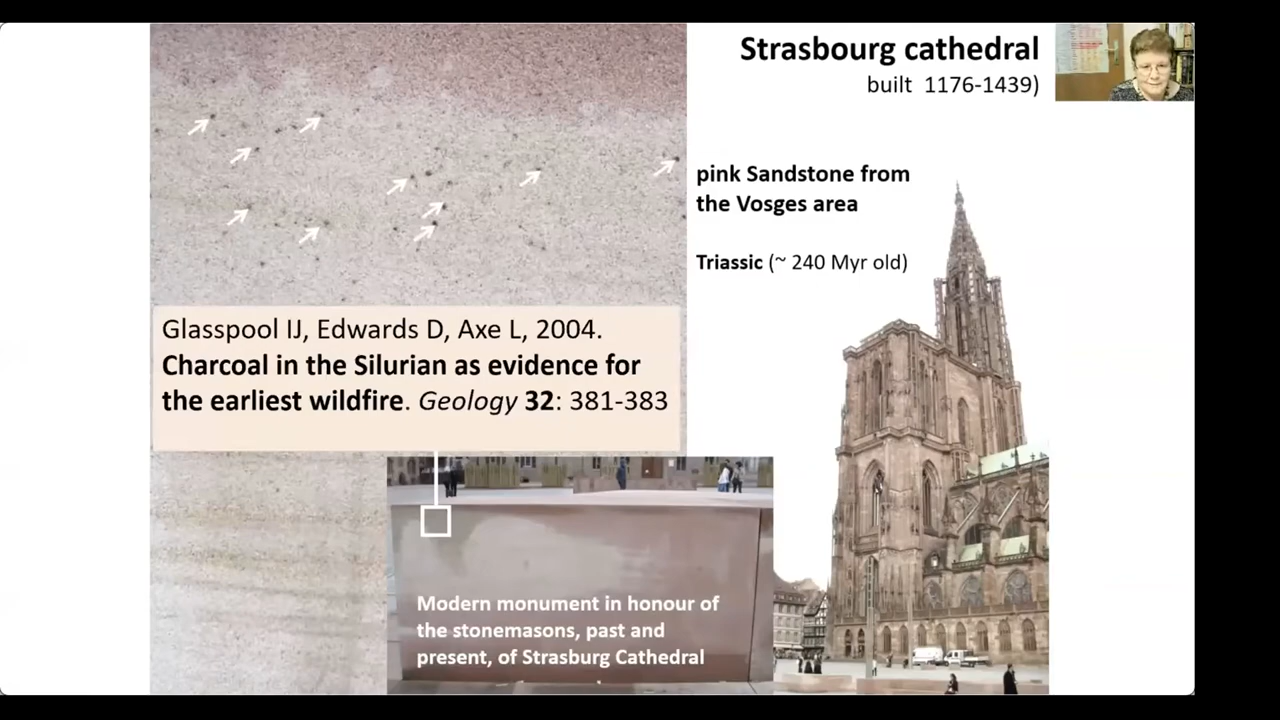 Strasbourg cathedral
built 1176-1439)
pink Sandstone from
the Vosges area
Triassic (~ 240 Myr old)
Glasspool IJ, Edwards D, Axe L, 2004.
Charcoal in the Silurian as evidence for
the earliest wildfire. Geology 32: 381-383
Modern monument in honour of
the stonemasons, past and
present, of Strasburg Cathedral